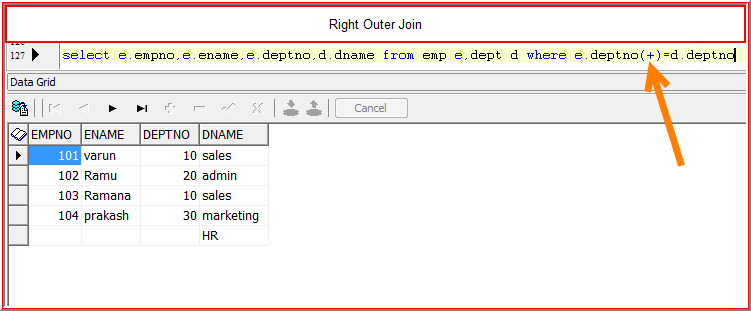 Right Outer Join
127 select e.empno,e.ename,e.deptno,d.dname from emp e,dept d where e.deptno(+)=d.deptno
Data Grid
Cancel
EMPNO ENAME DEPTNO DNAME
101 varun 10 sales
102 Ramu 20 admin
103 Ramana 10 sales
104 prakash 30 marketing
HR